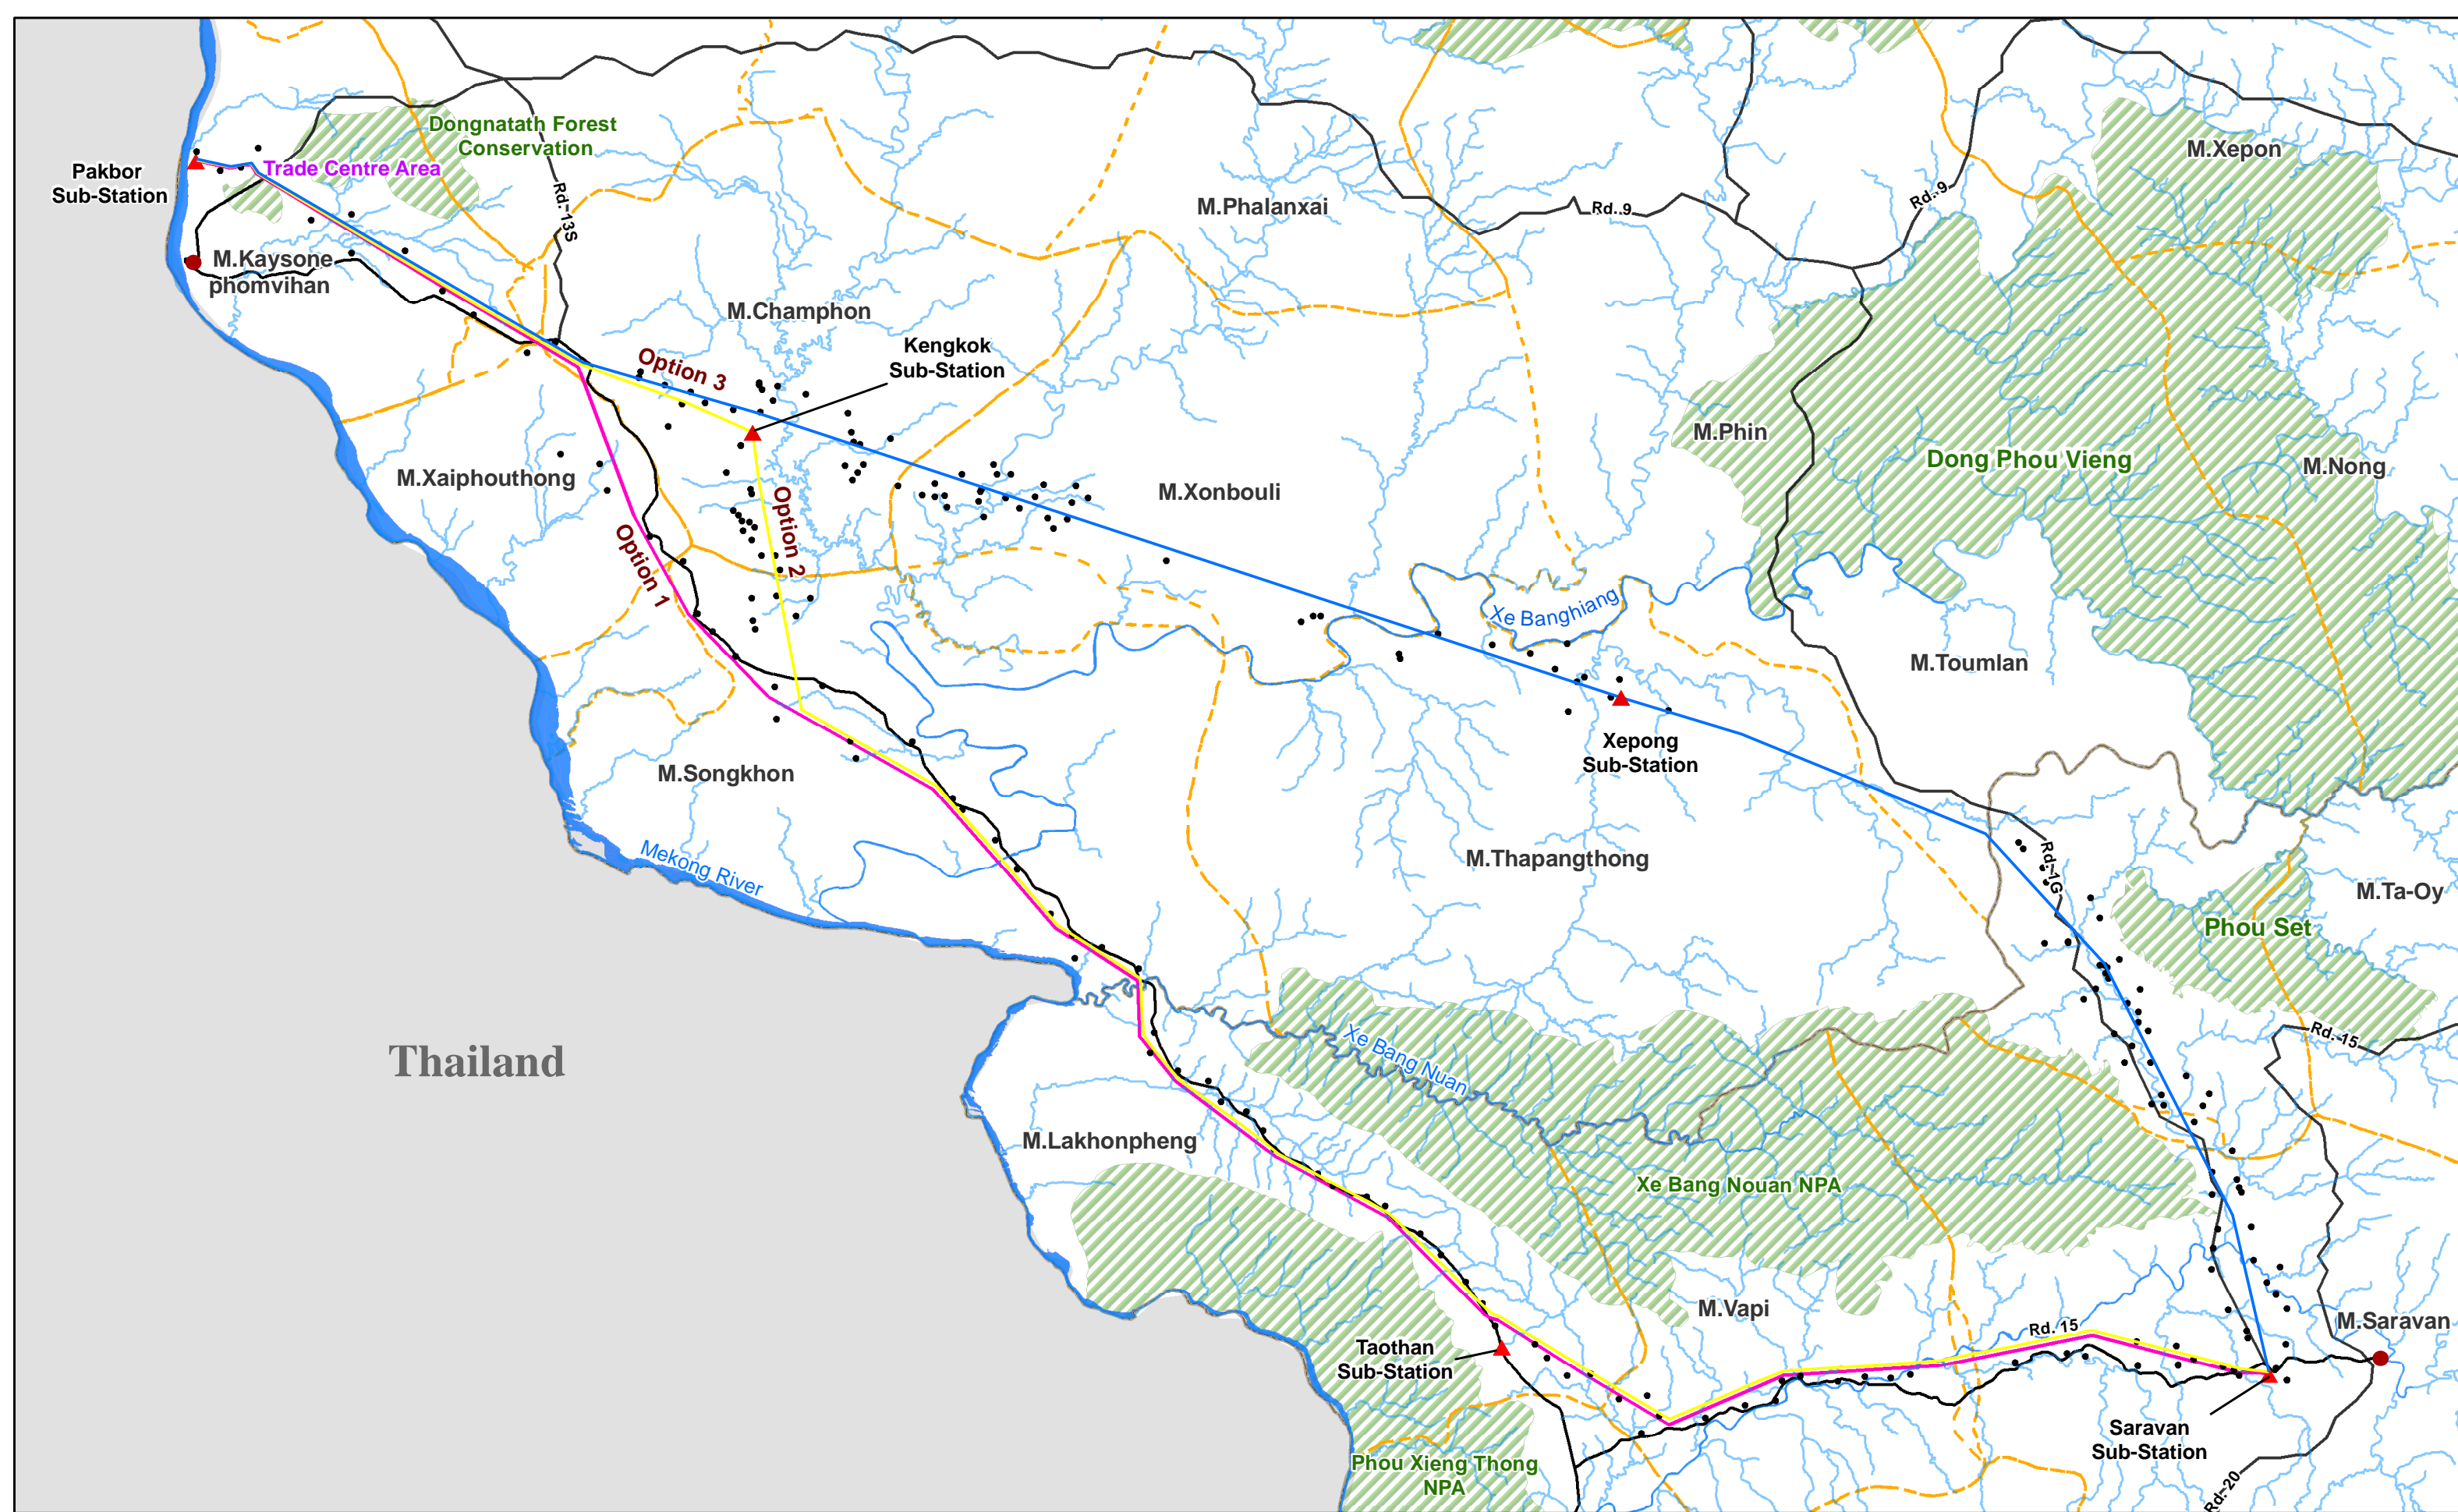 Dongnatath Forest
Conservation
M.Xepon
Pakbor
Sub-Station
Trade Centre Area
Rd. 13S
M.Phalanxai
Rd. 9
Rd. 9
M.Kaysone
phomvihan
M.Champhon
Kengkok
Sub-Station
Option 3
M.Phin
Dong Phou Vieng
M.Nong
M.Xaiphouthong
M.Xonbouli
Option 2
Option 1
Xe Banghiang
M.Toumlan
Xepong
Sub-Station
M.Songkhon
Mekong River
M.Thapangthong
Rd. 1G
M.Ta-Oy
Phou Set
Thailand
Xe Bang Nuan
Rd. 15
M.Lakhonpheng
Xe Bang Nouan NPA
M.Vapi
Rd. 15
M.Saravan
Taothan
Sub-Station
Saravan
Sub-Station
Phou Xieng Thong
NPA
Rd. 20